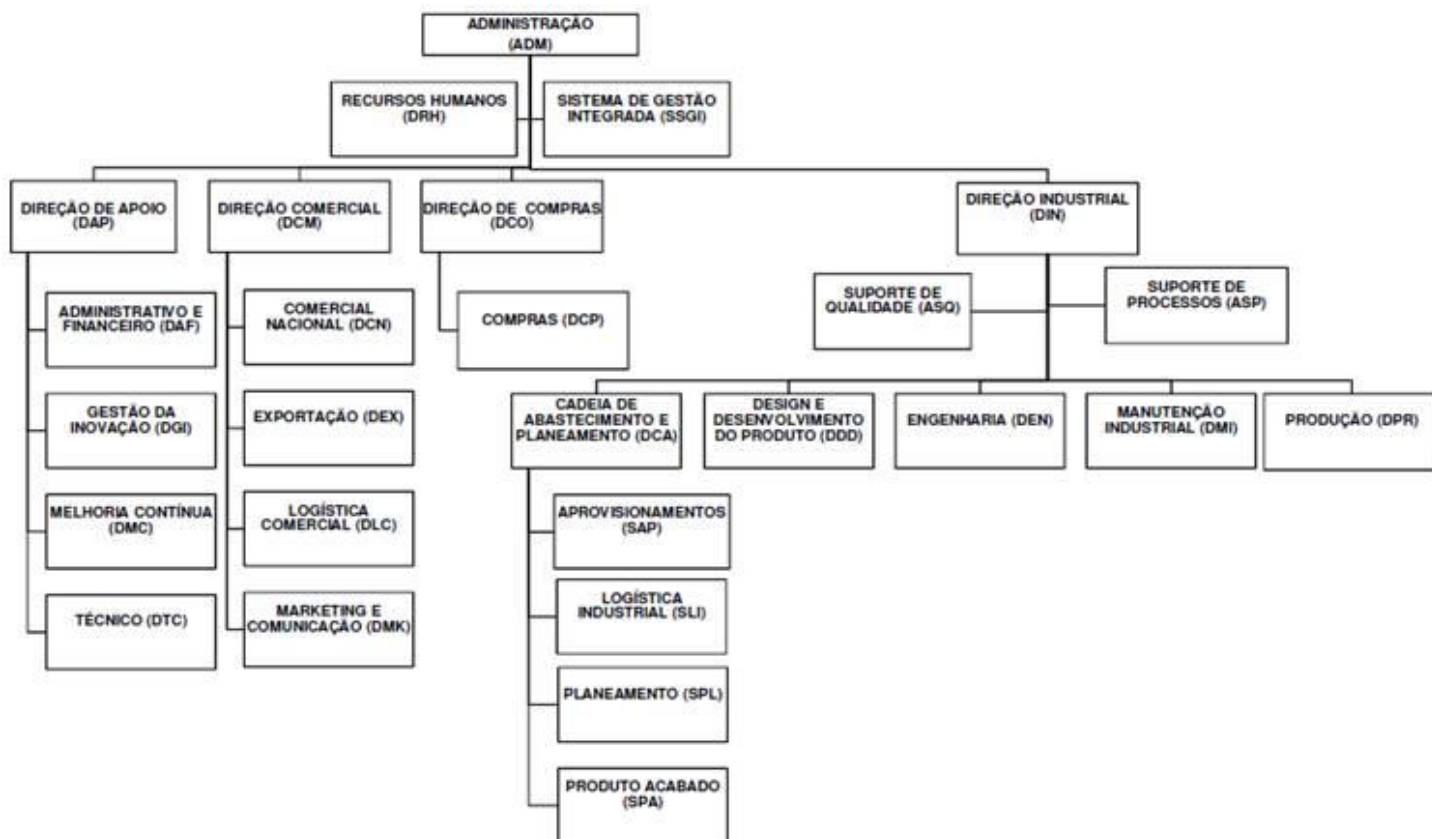 ADMINISTRAÇÃO
(ADM)
RECURSOS HUMANOS
(DRH)
SISTEMA DE GESTÃO
INTEGRADA (SSGI)
DIREÇÃO DE APOIO
(DAP)
DIREÇÃO COMERCIAL
(DCM)
DIREÇÃO DE COMPRAS
(DCO)
DIREÇÃO INDUSTRIAL
(DIN)
ADMINISTRATIVO E
FINANCEIRO (DAF)
GESTÃO DA
INOVAÇÃO (DGI)
MELHORIA CONTÍNUA
(DMC)
TÉCNICO (DTC)
COMERCIAL
NACIONAL (DCN)
EXPORTAÇÃO (DEX)
LOGÍSTICA
COMERCIAL (DLC)
MARKETING E
COMUNICAÇÃO (DMK)
COMPRAS (DCP)
SUPORTE DE
QUALIDADE (ASQ)
SUPORTE DE
PROCESSOS (ASP)
CADEIA DE
ABASTECIMENTO E
PLANEAMENTO (DCA)
DESIGN E
DESENVOLVIMENTO
DO PRODUTO (DDD)
ENGENHARIA (DEN)
MANUTENÇÃO
INDUSTRIAL (DMI)
PRODUÇÃO (DPR)
APROVISIONAMENTOS
(SAP)
LOGÍSTICA
INDUSTRIAL (SLI)
PLANEAMENTO (SPL)
PRODUTO ACABADO
(SPA)